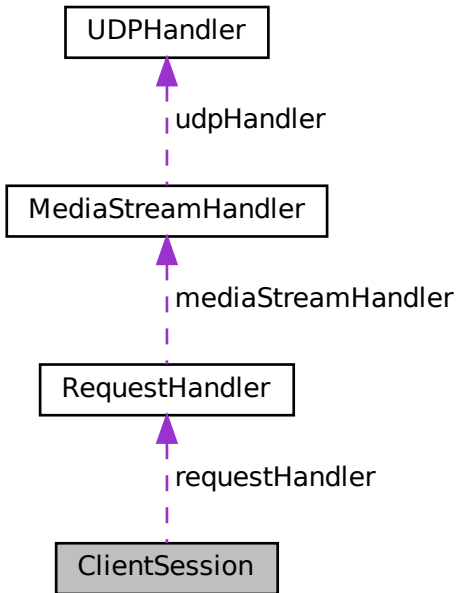 UDPHandler
udpHandler
MediaStreamHandler
mediaStreamHandler
RequestHandler
requestHandler
ClientSession